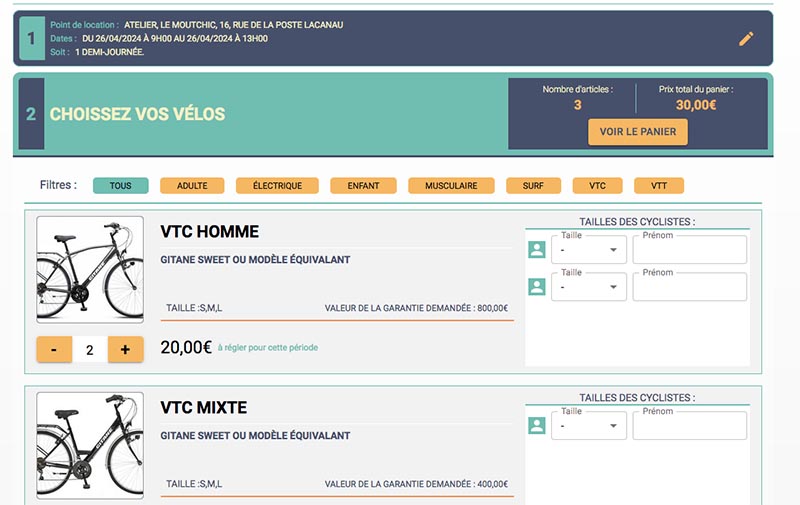 1
Point de location : ATELIER, LE MOUTCHIC, 16, RUE DE LA POSTE LACANAU
Dates : DU 26/04/2024 À 9H00 AU 26/04/2024 À 13H00
Soit : 1 DEMI-JOURNÉE.
2
CHOISSEZ VOS VÉLOS
Nombre d'articles :
3
Prix total du panier :
30,00€
VOIR LE PANIER
Filtres :
TOUS
ADULTE
ÉLECTRIQUE
ENFANT
MUSCULAIRE
SURF
VTC
VTT
VTC HOMME
GITANE SWEET OU MODÈLE ÉQUIVALANT
TAILLE :S,M,L
VALEUR DE LA GARANTIE DEMANDÉE : 800,00€
- 2 +
20,00€ à régler pour cette période
TAILLES DES CYCLISTES :
Taille
-
Prénom
Taille
-
Prénom
VTC MIXTE
GITANE SWEET OU MODÈLE ÉQUIVALANT
TAILLE :S,M,L
VALEUR DE LA GARANTIE DEMANDÉE : 400,00€
TAILLES DES CYCLISTES :
Taille
-
Prénom